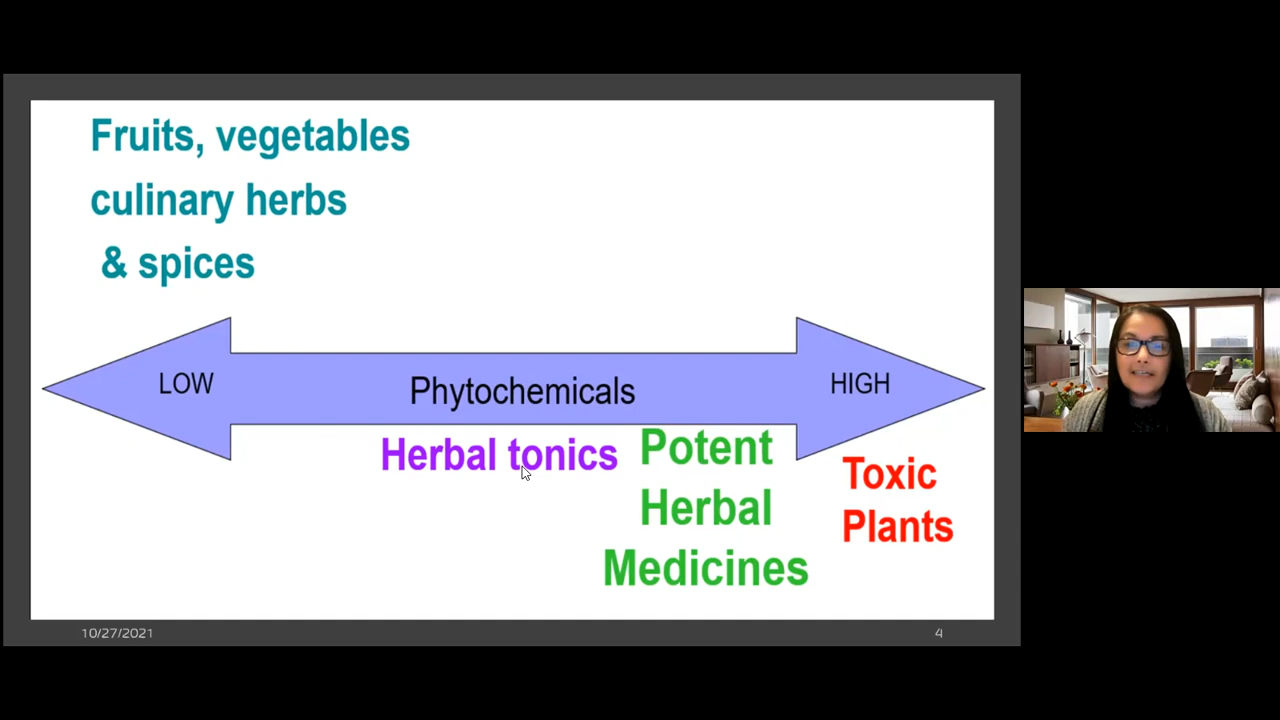 Fruits, vegetables
culinary herbs
& spices
LOW
Phytochemicals
HIGH
Herbal tonics
Potent
Herbal
Medicines
Toxic
Plants
10/27/2021
4